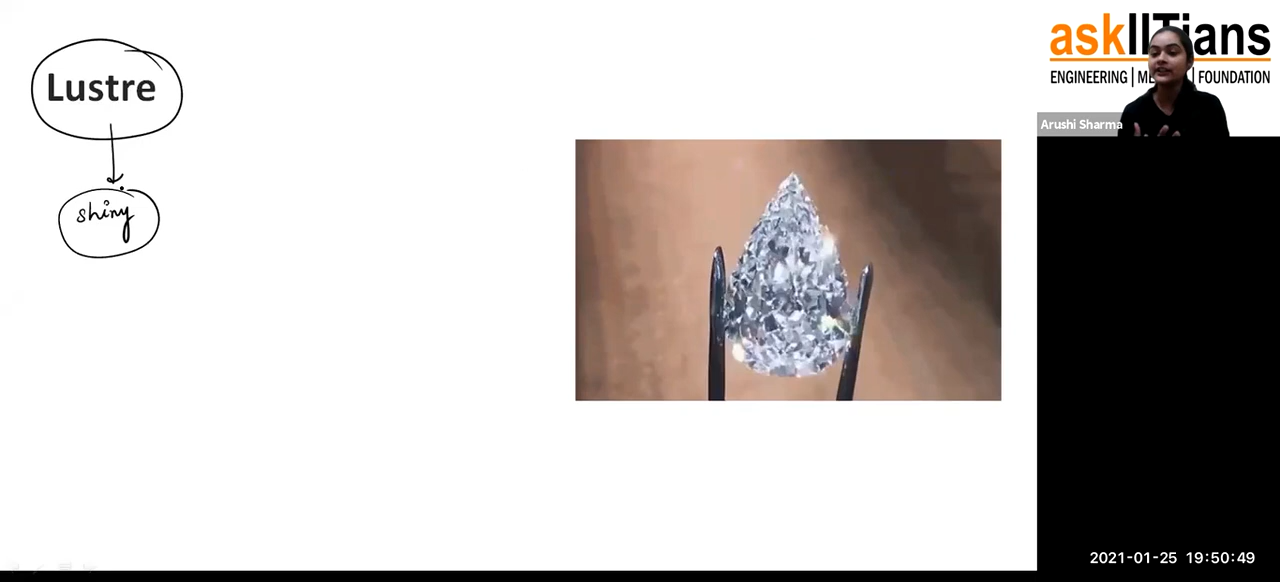 Lustre
shiny
askIITians
ENGINEERING | ME | FOUNDATION
Arushi Sharma
2021-01-25 19:50:49